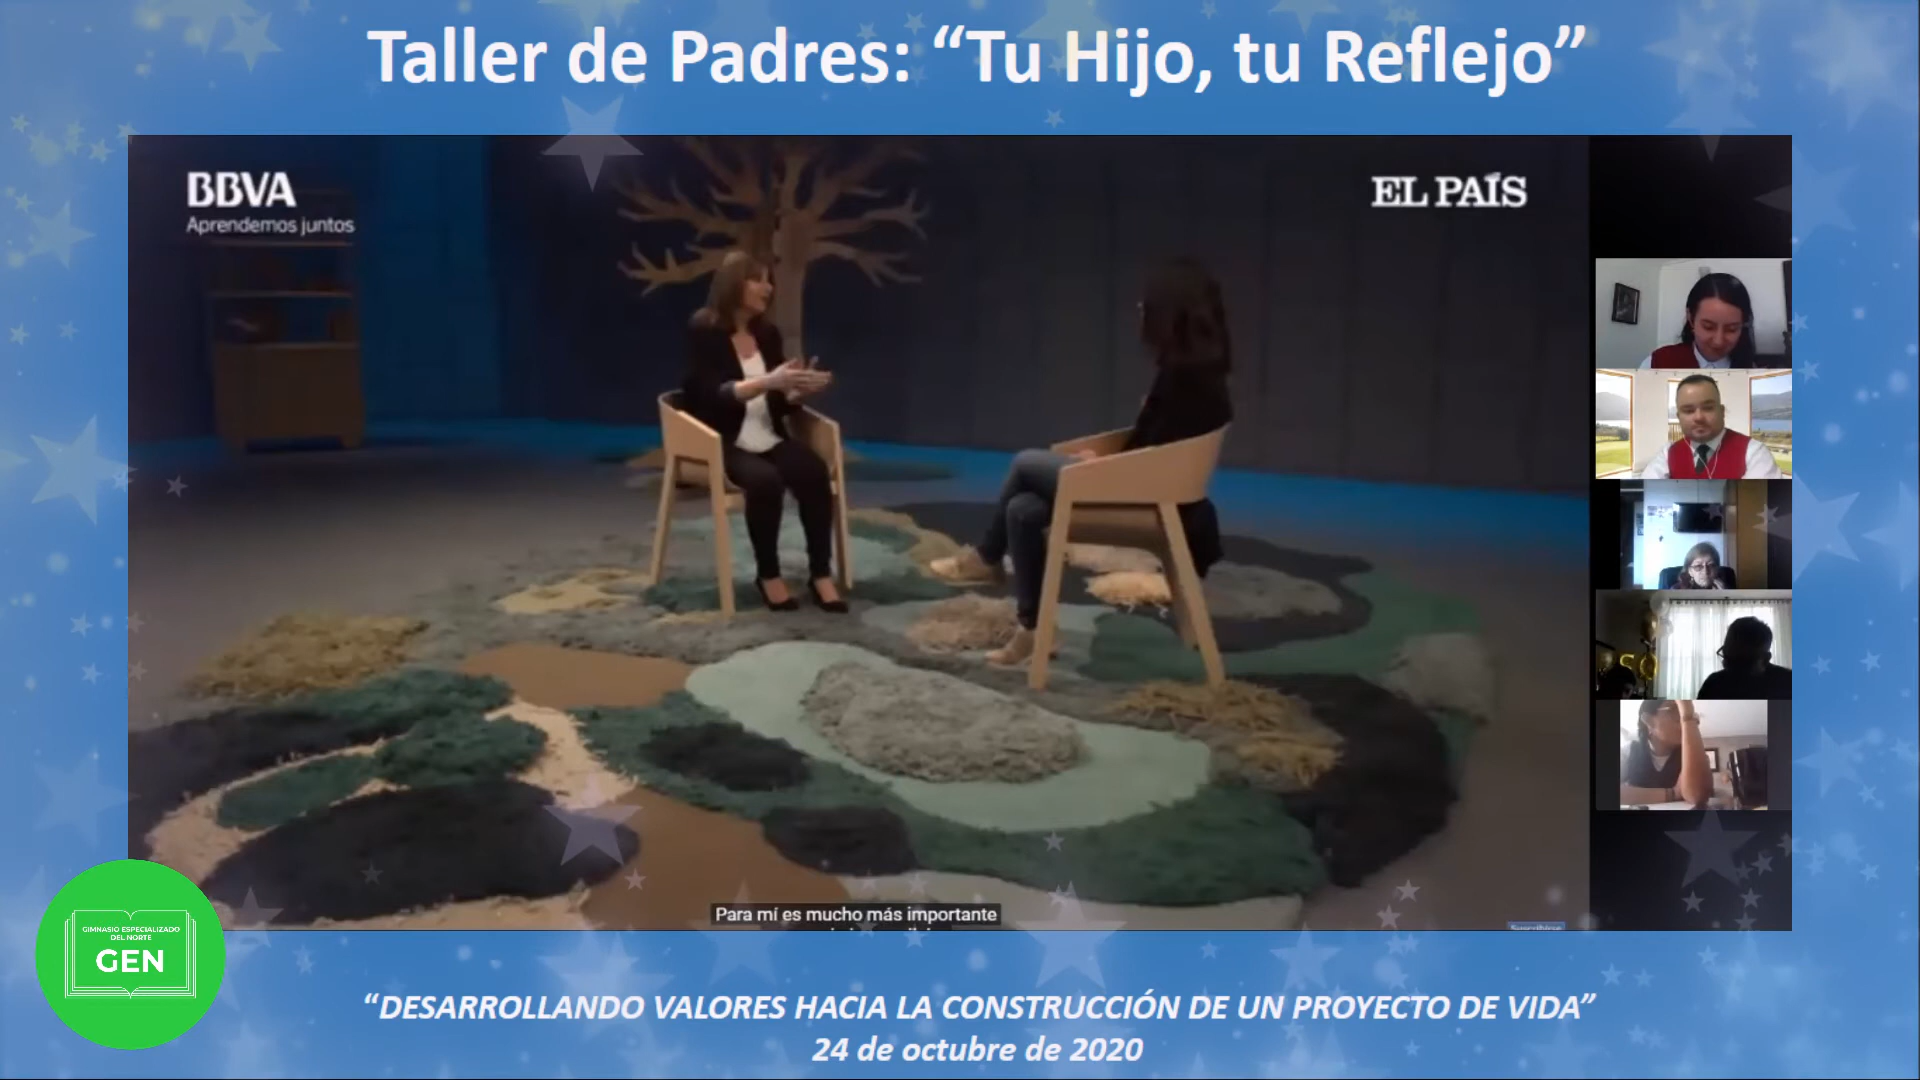 Taller de Padres: “Tu Hijo, tu Reflejo”
BBVA
Aprendemos juntos
EL PAÍS
Para mí es mucho más importante
Suscribirse
GIMNASIO ESPECIALIZADO
DEL NORTE
GEN
“DESARROLLANDO VALORES HACIA LA CONSTRUCCIÓN DE UN PROYECTO DE VIDA”
24 de octubre de 2020